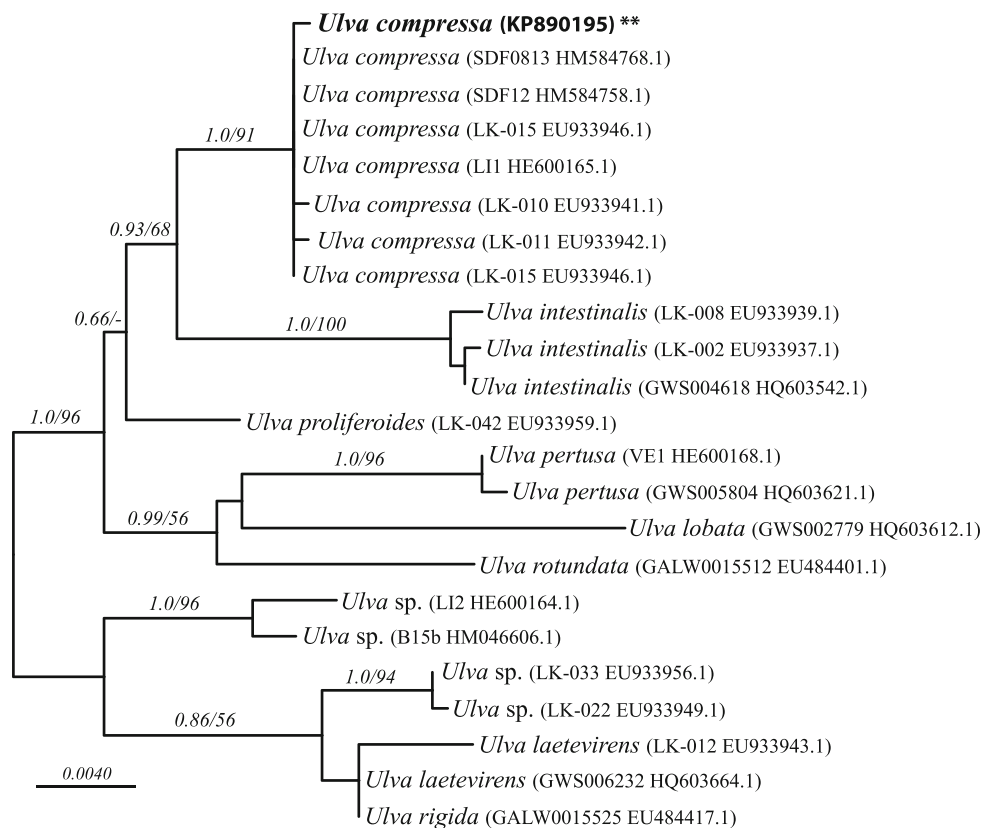 Ulva compressa (KP890195) **
Ulva compressa (SDF0813 HM584768.1)
Ulva compressa (SDF12 HM584758.1)
1.0/91
Ulva compressa (LK-015 EU933946.1)
Ulva compressa (LI1 HE600165.1)
Ulva compressa (LK-010 EU933941.1)
0.93/68
Ulva compressa (LK-011 EU933942.1)
Ulva compressa (LK-015 EU933946.1)
Ulva intestinalis (LK-008 EU933939.1)
0.66/-
1.0/100
Ulva intestinalis (LK-002 EU933937.1)
Ulva intestinalis (GWS004618 HQ603542.1)
1.0/96
Ulva proliferoides (LK-042 EU933959.1)
Ulva pertusa (VE1 HE600168.1)
1.0/96
Ulva pertusa (GWS005804 HQ603621.1)
0.99/56
Ulva lobata (GWS002779 HQ603612.1)
Ulva rotundata (GALW0015512 EU484401.1)
1.0/96
Ulva sp. (LI2 HE600164.1)
Ulva sp. (B15b HM046606.1)
Ulva sp. (LK-033 EU933956.1)
1.0/94
Ulva sp. (LK-022 EU933949.1)
0.86/56
Ulva laetevirens (LK-012 EU933943.1)
0.0040
Ulva laetevirens (GWS006232 HQ603664.1)
Ulva rigida (GALW0015525 EU484417.1)